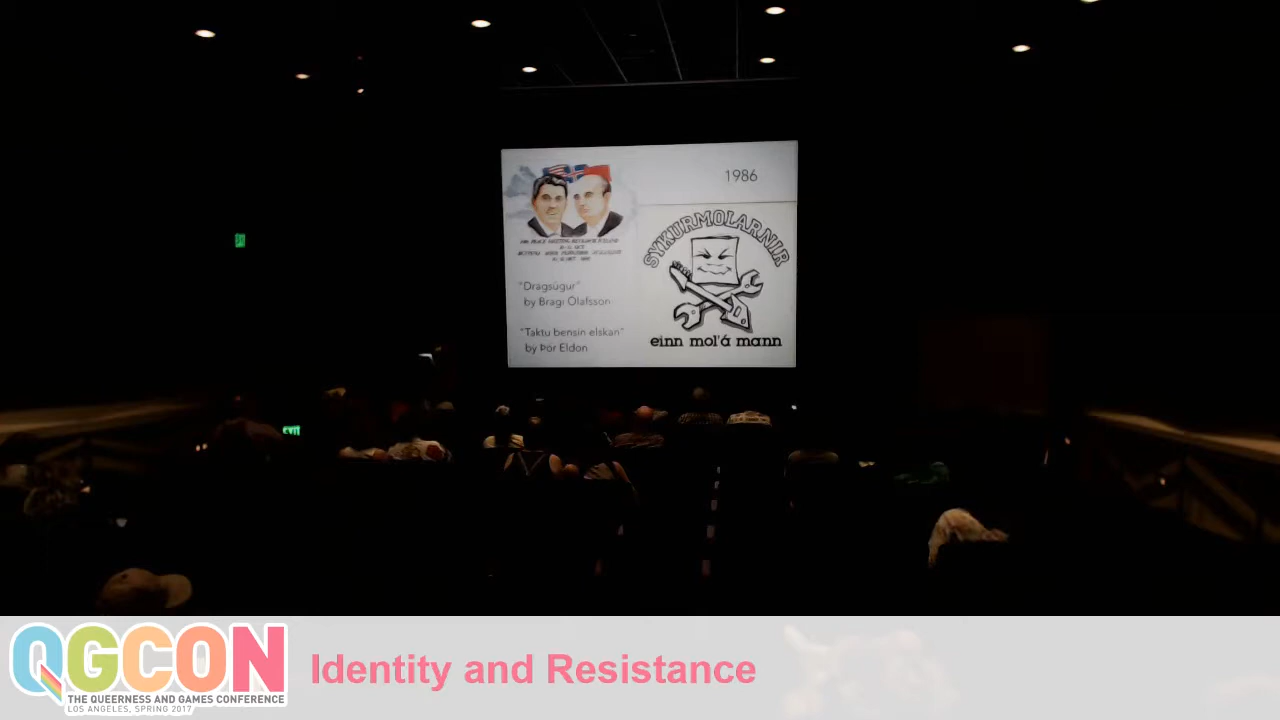 1986
SYKURMOLARNIR
"Dragsúgur"
by Bragi Ólafsson
"Taktu bensín elskan"
by Þór Eldon
einn mol'á mann
EXIT
QGCON
THE QUEERNESS AND GAMES CONFERENCE
LOS ANGELES, SPRING 2017
Identity and Resistance